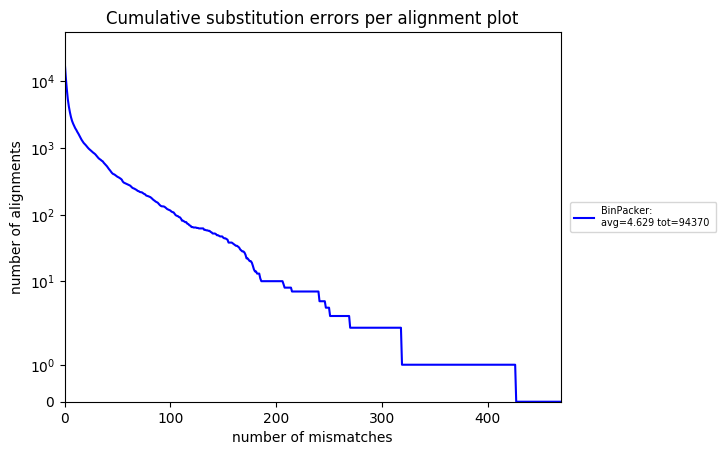 Cumulative substitution errors per alignment plot
number of alignments
10^4
10^3
10^2
10^1
10^0
0
0 100 200 300 400
number of mismatches
BinPacker:
avg=4.629 tot=94370